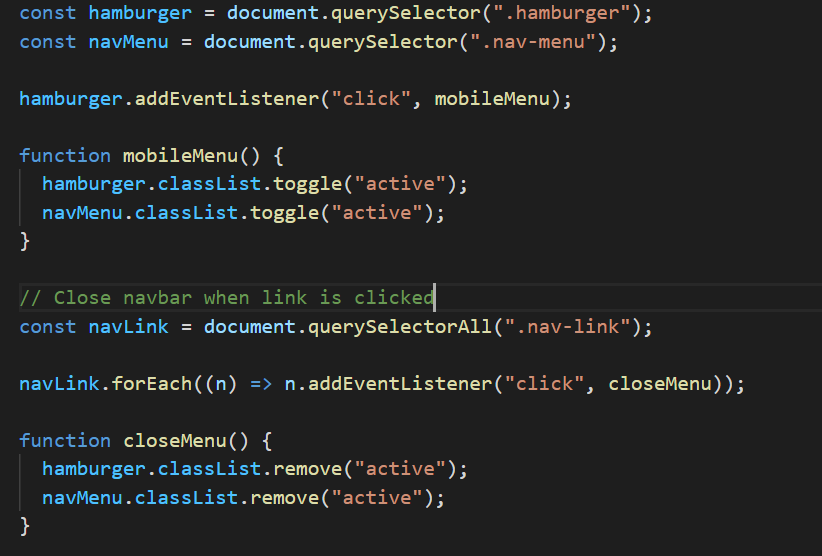 const hamburger = document.querySelector(".hamburger");
const navMenu = document.querySelector(".nav-menu");
hamburger.addEventListener("click", mobileMenu);
function mobileMenu() {
hamburger.classList.toggle("active");
navMenu.classList.toggle("active");
}
// Close navbar when link is clicked
const navLink = document.querySelectorAll(".nav-link");
navLink.forEach((n) => n.addEventListener("click", closeMenu));
function closeMenu() {
hamburger.classList.remove("active");
navMenu.classList.remove("active");
}